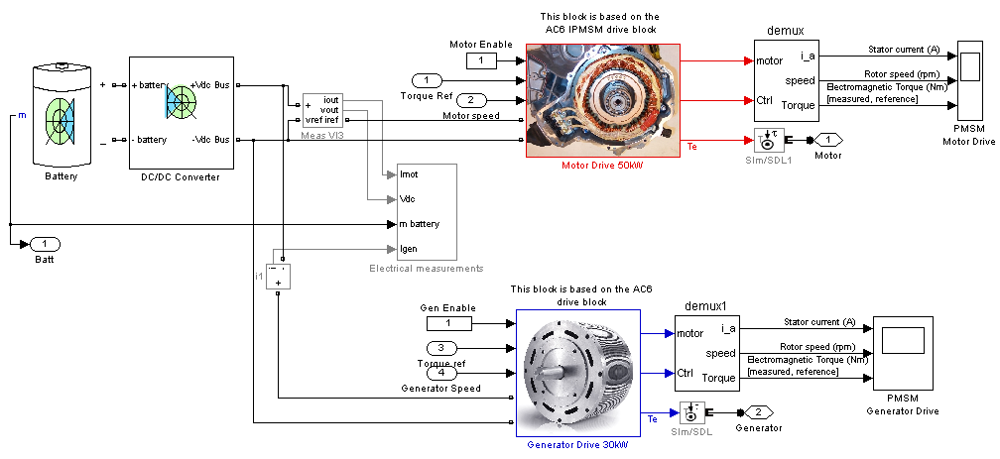 This block is based on the
AC6 IPMSM drive block
Motor Enable
1
1
Torque Ref
2
Motor speed
Motor Drive 50kW
Te
demux
motor
Ctrl
i_a
speed
Torque
Stator current (A)
Rotor speed (rpm)
Electromagnetic Torque (Nm)
[measured, reference]
PMSM
Motor Drive
T
τ
Slm/SDL1
1
Motor
m
+
_
Battery
+ battery
+Vdc Bus
- battery
-Vdc Bus
DC/DC Converter
+
iout
vout
vref iref
Meas VI3
Imot
Vdc
m battery
Igen
Electrical measurements
1
Batt
i1
+
This block is based on the AC6
drive block
Gen Enable
1
3
Torque ref
4
Generator Speed
Generator Drive 30kW
Te
demux1
motor
Ctrl
i_a
speed
Torque
Stator current (A)
Rotor speed (rpm)
Electromagnetic Torque (Nm)
[measured, reference]
PMSM
Generator Drive
Slm/SDL
2
Generator